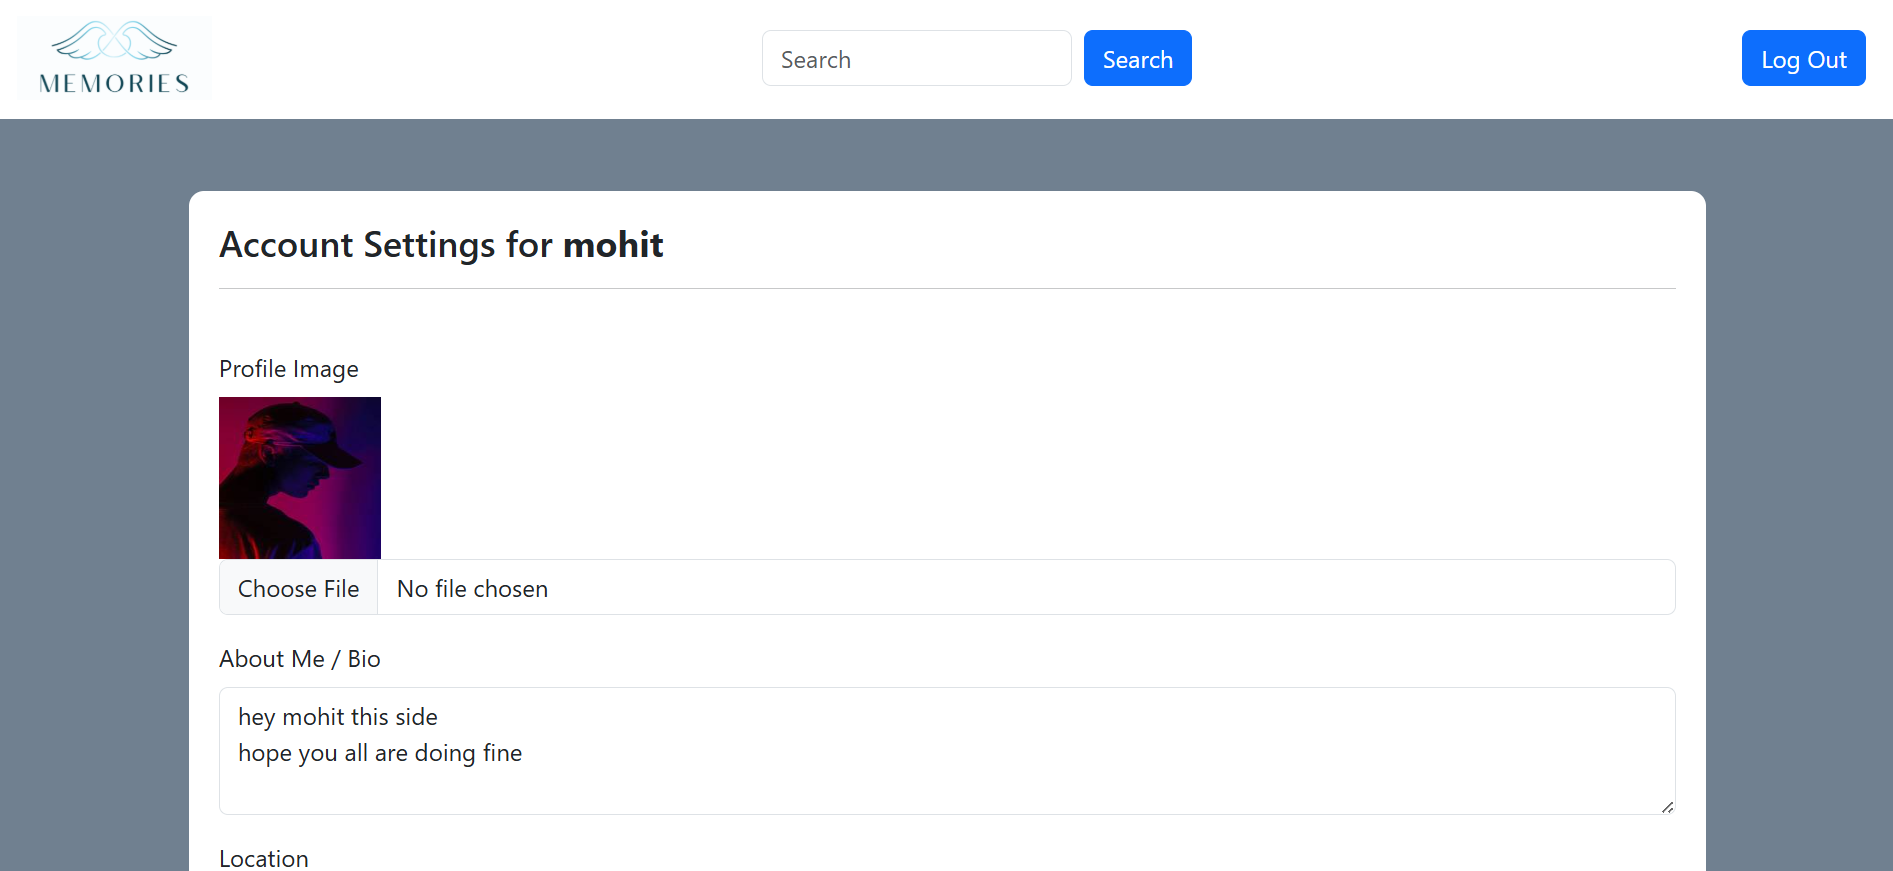 MEMORIES
Search
Search
Log Out
Account Settings for mohit
Profile Image
Choose File
No file chosen
About Me / Bio
hey mohit this side
hope you all are doing fine
Location